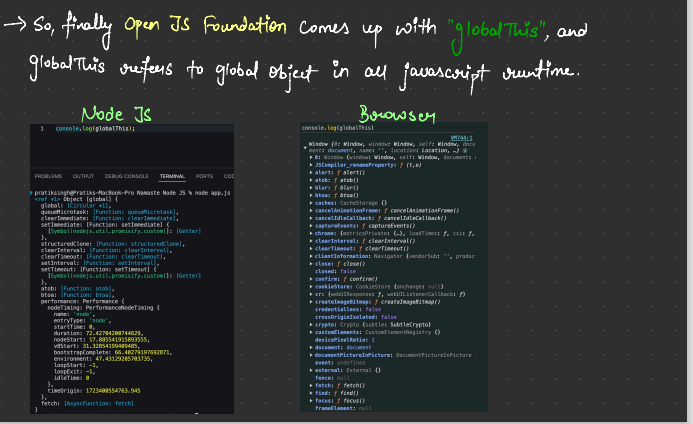 → So, finally Open JS Foundation comes up with "globalThis", and
globalThis refers to global object in all javascript runtime.
Node JS
1 console.log(globalThis);
PROBLEMS OUTPUT DEBUG CONSOLE TERMINAL PORTS CO
pratiksingh@Pratiks-MacBook-Pro Namaste Node JS % node app.js
<ref *1> Object [global] {
global: [Circular *1],
queueMicrotask: [Function: queueMicrotask],
clearImmediate: [Function: clearImmediate],
setImmediate: [Function: setImmediate] {
[Symbol(nodejs.util.promisify.custom)]: [Getter]
},
structuredClone: [Function: structuredClone],
clearInterval: [Function: clearInterval],
clearTimeout: [Function: clearTimeout],
setInterval: [Function: setInterval],
setTimeout: [Function: setTimeout] {
[Symbol(nodejs.util.promisify.custom)]: [Getter]
},
atob: [Function: atob],
btoa: [Function: btoa],
performance: Performance {
nodeTiming: PerformanceNodeTiming {
name: 'node',
entryType: 'node',
startTime: 0,
duration: 72.42704200744629,
nodeStart: 17.885541915893555,
v8Start: 31.32854199409485,
bootstrapComplete: 66.40279197692871,
environment: 47.43129205703735,
loopStart: -1,
loopExit: -1,
idleTime: 0
},
timeOrigin: 1723400554763.945
},
fetch: [AsyncFunction: fetch]
}
Browser
console.log(globalThis)
VM744:1
Window {0: Window, window: Window, self: Window, docu
ment: document, name: '', location: Location, …}
0: Window {window: Window, self: Window, document:
JSCompiler_renameProperty: ƒ (t,e)
alert: ƒ alert()
atob: ƒ atob()
blur: ƒ blur()
btoa: ƒ btoa()
caches: CacheStorage {}
cancelAnimationFrame: ƒ cancelAnimationFrame()
cancelIdleCallback: ƒ cancelIdleCallback()
captureEvents: ƒ captureEvents()
chrome: {metricsPrivate: {…}, loadTimes: ƒ, csi: ƒ,
clearInterval: ƒ clearInterval()
clearTimeout: ƒ clearTimeout()
clientInformation: Navigator {vendorSub: '', produc
close: ƒ close()
closed: false
confirm: ƒ confirm()
cookieStore: CookieStore {onchange: null}
cr: {webUIResponse: ƒ, webUIListenerCallback: ƒ}
createImageBitmap: ƒ createImageBitmap()
credentialless: false
crossOriginIsolated: false
crypto: Crypto {subtle: SubtleCrypto}
customElements: CustomElementRegistry {}
devicePixelRatio: 2
document: document
documentPictureInPicture: DocumentPictureInPicture
event: undefined
external: External {}
fence: null
fetch: ƒ fetch()
find: ƒ find()
focus: ƒ focus()
frameElement: null